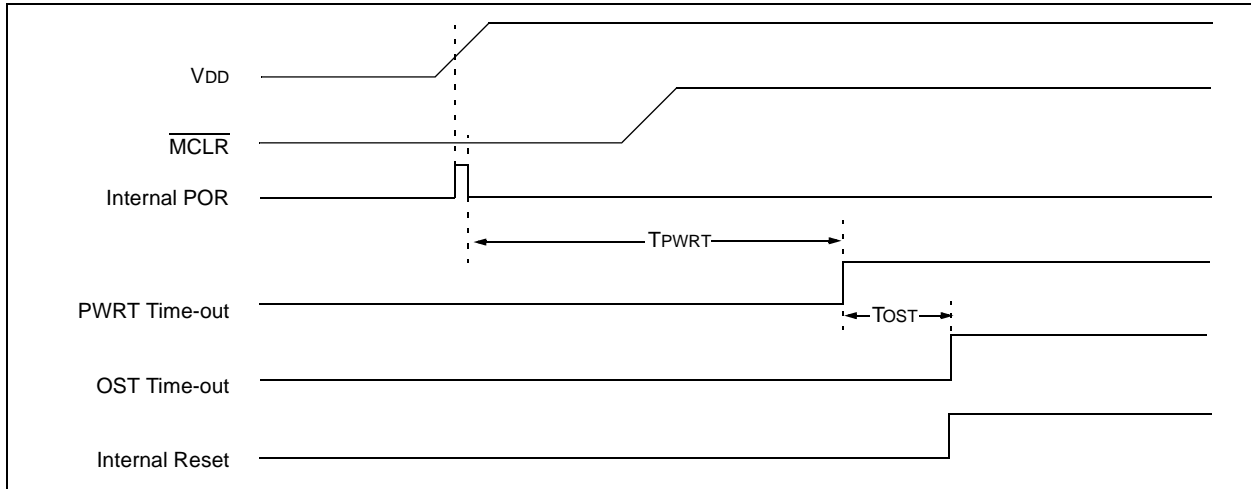 VDD
MCLR
Internal POR
TPWRT
PWRT Time-out
TOST
OST Time-out
Internal Reset